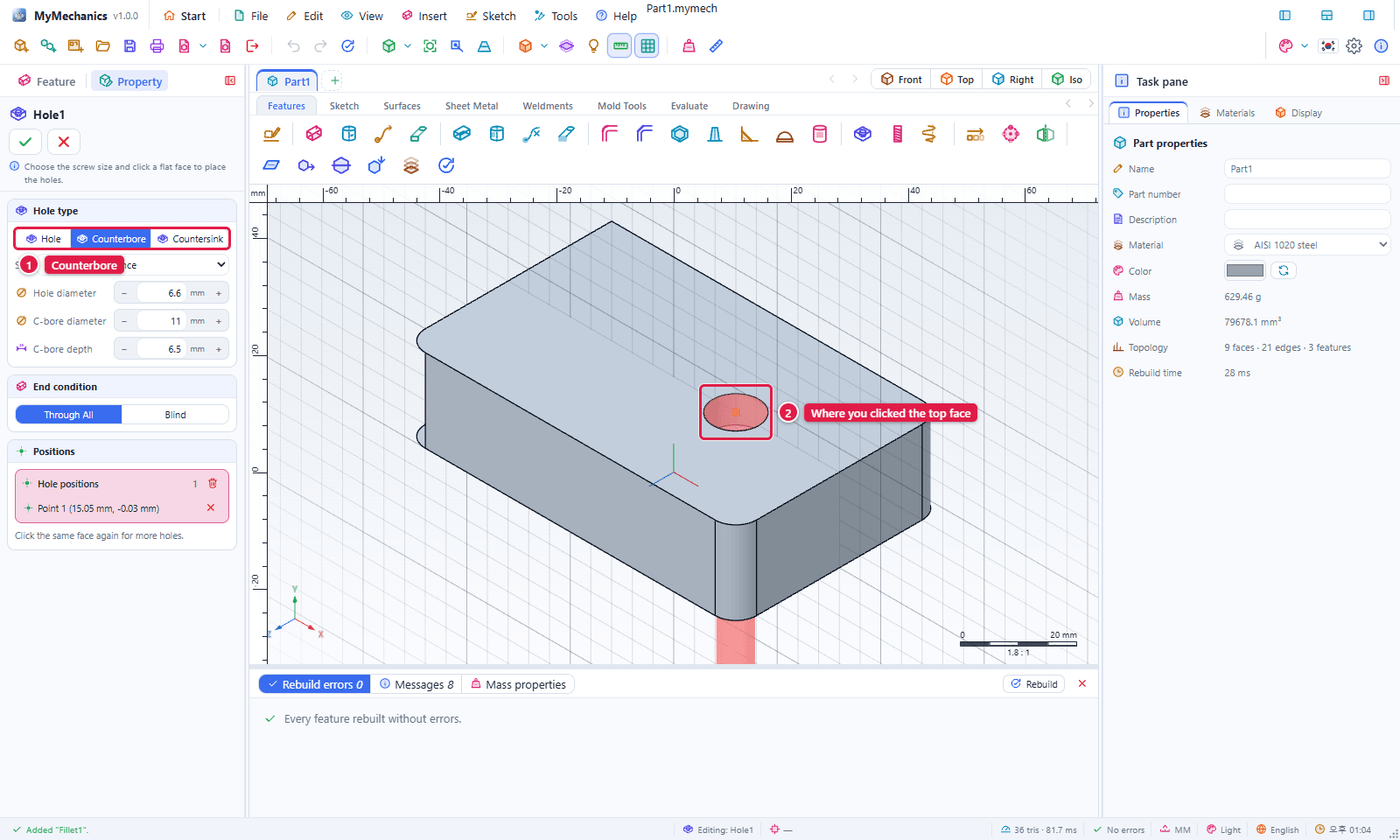 MyMechanics v1.0.0
Start
File
Edit
View
Insert
Sketch
Tools
Help
Part1.mymech
Feature
Property
Part1
Front
Top
Right
Iso
Task pane
Features
Sketch
Surfaces
Sheet Metal
Weldments
Mold Tools
Evaluate
Drawing
Properties
Materials
Display
Hole1
Choose the screw size and click a flat face to place
the holes.
Hole type
Hole
Counterbore
Countersink
1 Counterbore
nce
Hole diameter − 6.6 mm +
C-bore diameter − 11 mm +
C-bore depth − 6.5 mm +
End condition
Through All
Blind
Positions
Hole positions 1
Point 1 (15.05 mm, -0.03 mm)
Click the same face again for more holes.
mm
-60
-40
-20
0
20
40
60
40
20
0
-20
2 Where you clicked the top face
Y
X
Z
0 20 mm
1.8 : 1
Part properties
Name Part1
Part number
Description
Material AISI 1020 steel
Color
Mass 629.46 g
Volume 79678.1 mm³
Topology 9 faces · 21 edges · 3 features
Rebuild time 28 ms
Rebuild errors 0
Messages 8
Mass properties
Rebuild
Every feature rebuilt without errors.
Added "Fillet1".
Editing: Hole1
—
36 tris · 81.7 ms
No errors
MM
Light
English
오후 01:04